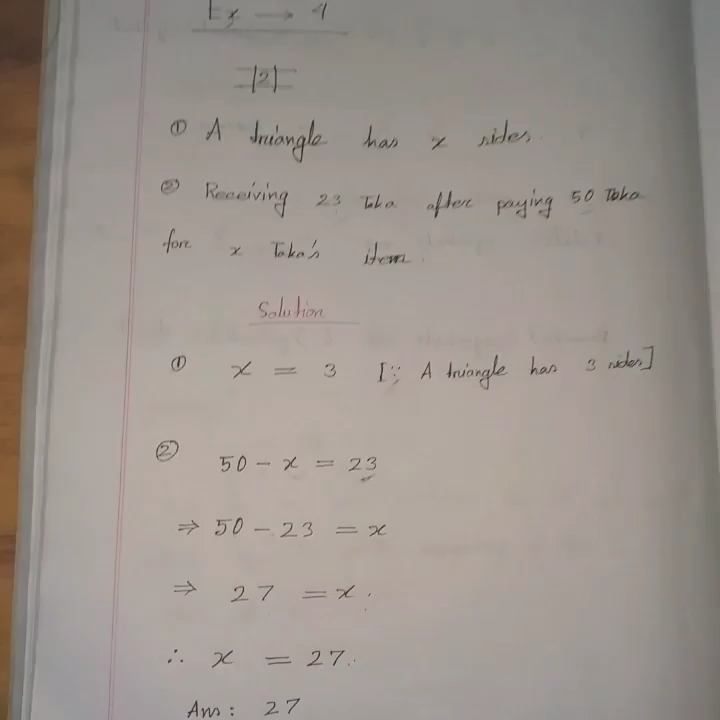 Ex → 4
|2|
① A triangle has x sides.
② Receiving 23 Taka after paying 50 Taka
for x Taka's item.
Solution
① x = 3 [∵ A triangle has 3 sides]
② 50 - x = 23
⇒ 50 - 23 = x
⇒ 27 = x.
∴ x = 27.
Ans: 27